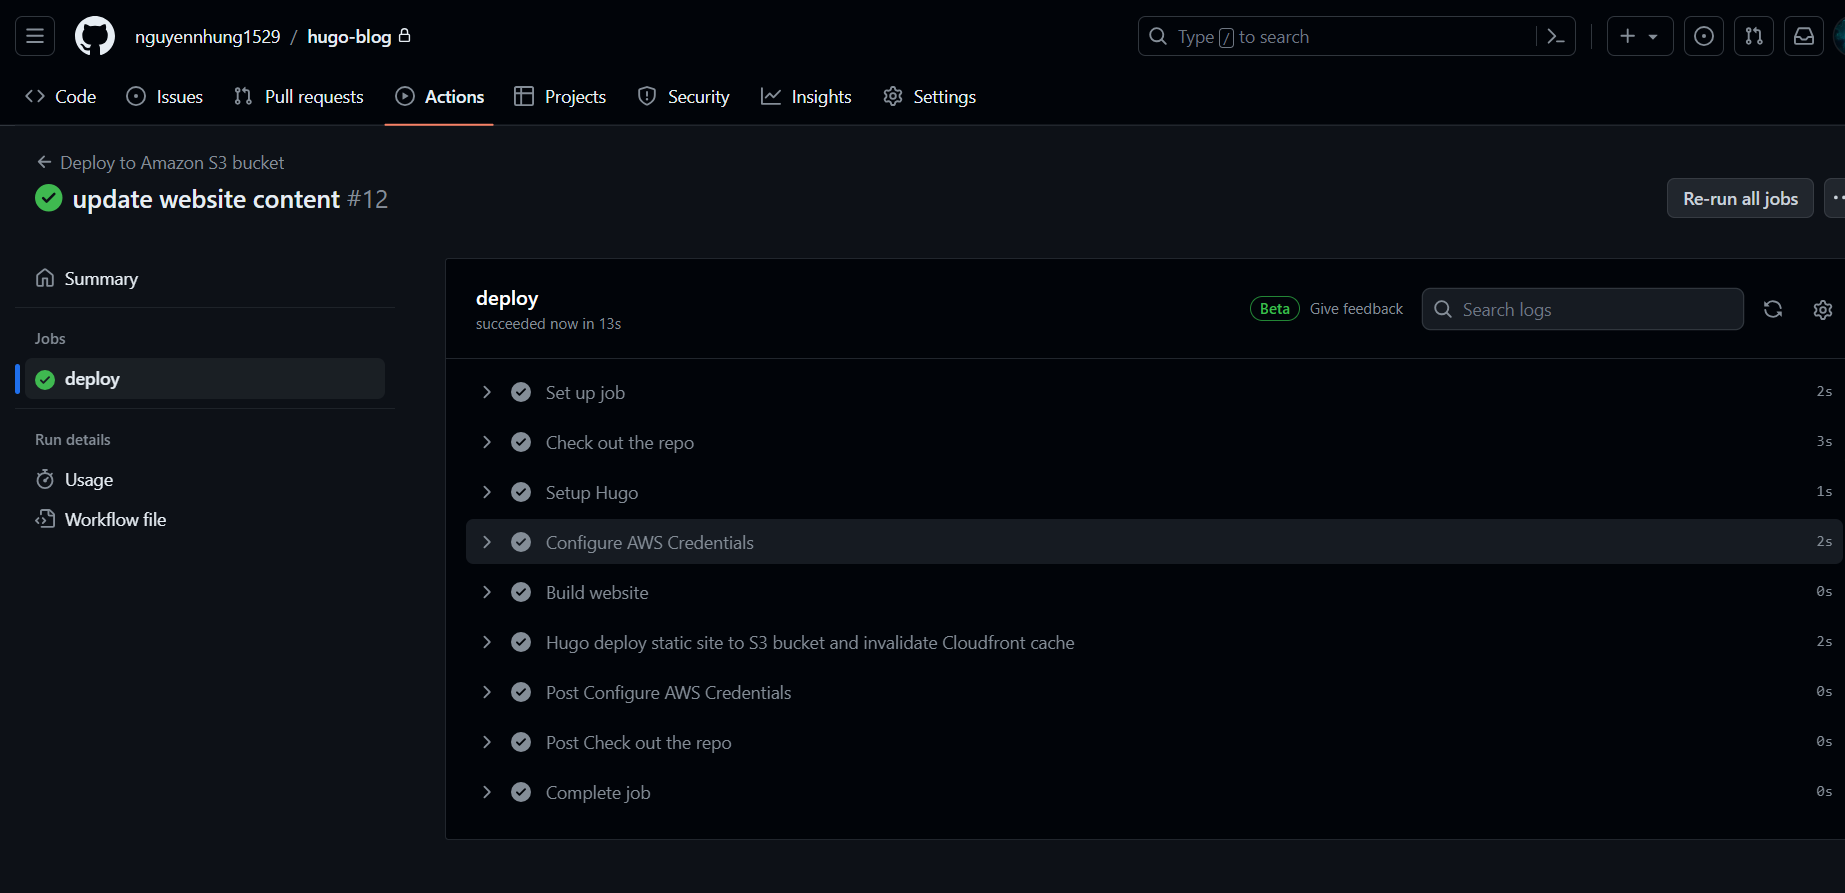 nguyennhung1529 / hugo-blog
Type / to search
Code Issues Pull requests Actions Projects Security Insights Settings
Deploy to Amazon S3 bucket
update website content #12
Re-run all jobs
Summary
Jobs
deploy
Run details
Usage
Workflow file
deploy
succeeded now in 13s
Beta Give feedback Search logs
Set up job 2s
Check out the repo 3s
Setup Hugo 1s
Configure AWS Credentials 2s
Build website 0s
Hugo deploy static site to S3 bucket and invalidate Cloudfront cache 2s
Post Configure AWS Credentials 0s
Post Check out the repo 0s
Complete job 0s